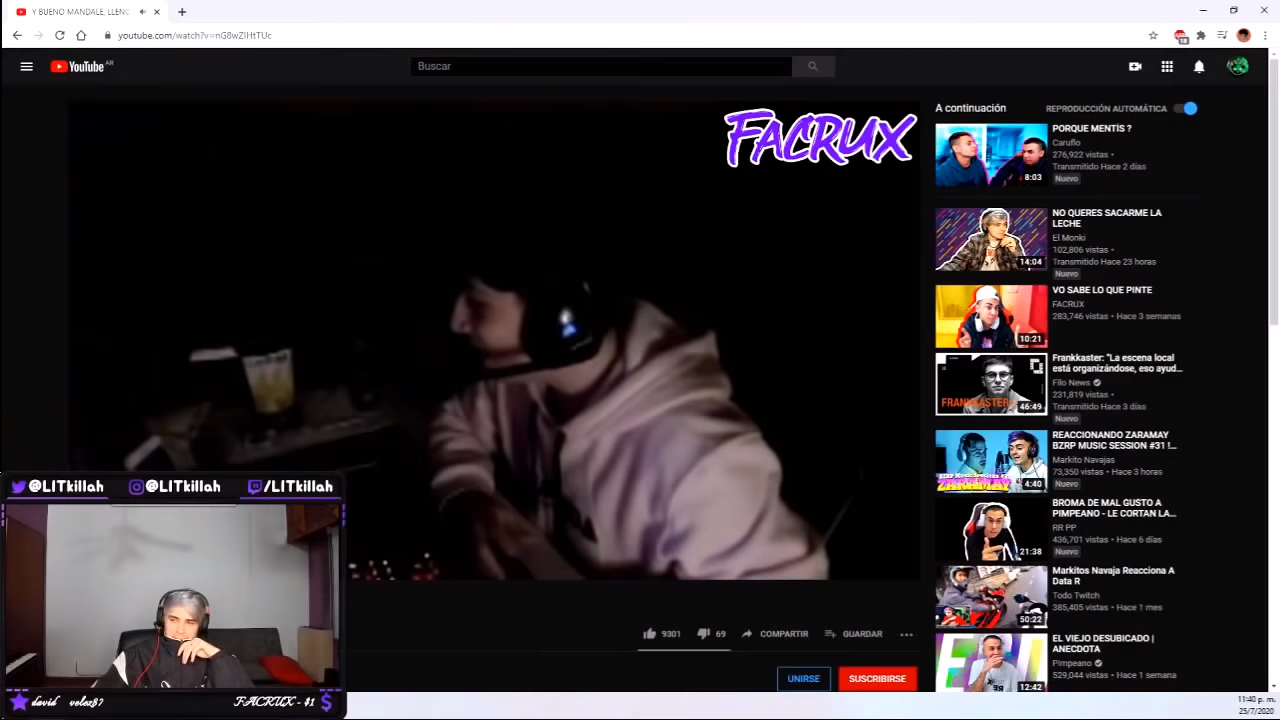 Y BUENO MANDALE, LLENO
youtube.com/watch?v=nG8wZIHtTUc
18
YouTube AR
Buscar
FACRUX
A continuación
REPRODUCCIÓN AUTOMÁTICA
PORQUE MENTÍS ?
Caruflo
276,922 vistas •
Transmitido Hace 2 días
Nuevo
8:03
NO QUERES SACARME LA
LECHE
El Monki
102,806 vistas •
Transmitido Hace 23 horas
Nuevo
14:04
VO SABE LO QUE PINTE
FACRUX
283,746 vistas • Hace 3 semanas
10:21
Frankkaster: "La escena local
está organizándose, eso ayud...
Filo News
231,819 vistas •
Transmitido Hace 3 días
Nuevo
FRANKKASTER
46:49
REACCIONANDO ZARAMAY
BZRP MUSIC SESSION #31 !...
Markito Navajas
73,350 vistas • Hace 3 horas
Nuevo
ZARAMAY
4:40
BROMA DE MAL GUSTO A
PIMPEANO - LE CORTAN LA...
RR PP
436,701 vistas • Hace 6 días
Nuevo
21:38
Markitos Navaja Reacciona A
Data R
Todo Twitch
385,405 vistas • Hace 1 mes
50:22
EL VIEJO DESUBICADO |
ANECDOTA
Pimpeano
529,044 vistas • Hace 1 semana
12:42
@LITkillah @LITkillah /LITkillah
9301 69 COMPARTIR GUARDAR
UNIRSE SUSCRIBIRSE
david velez87 FACRUX - $1
11:40 p. m.
25/7/2020